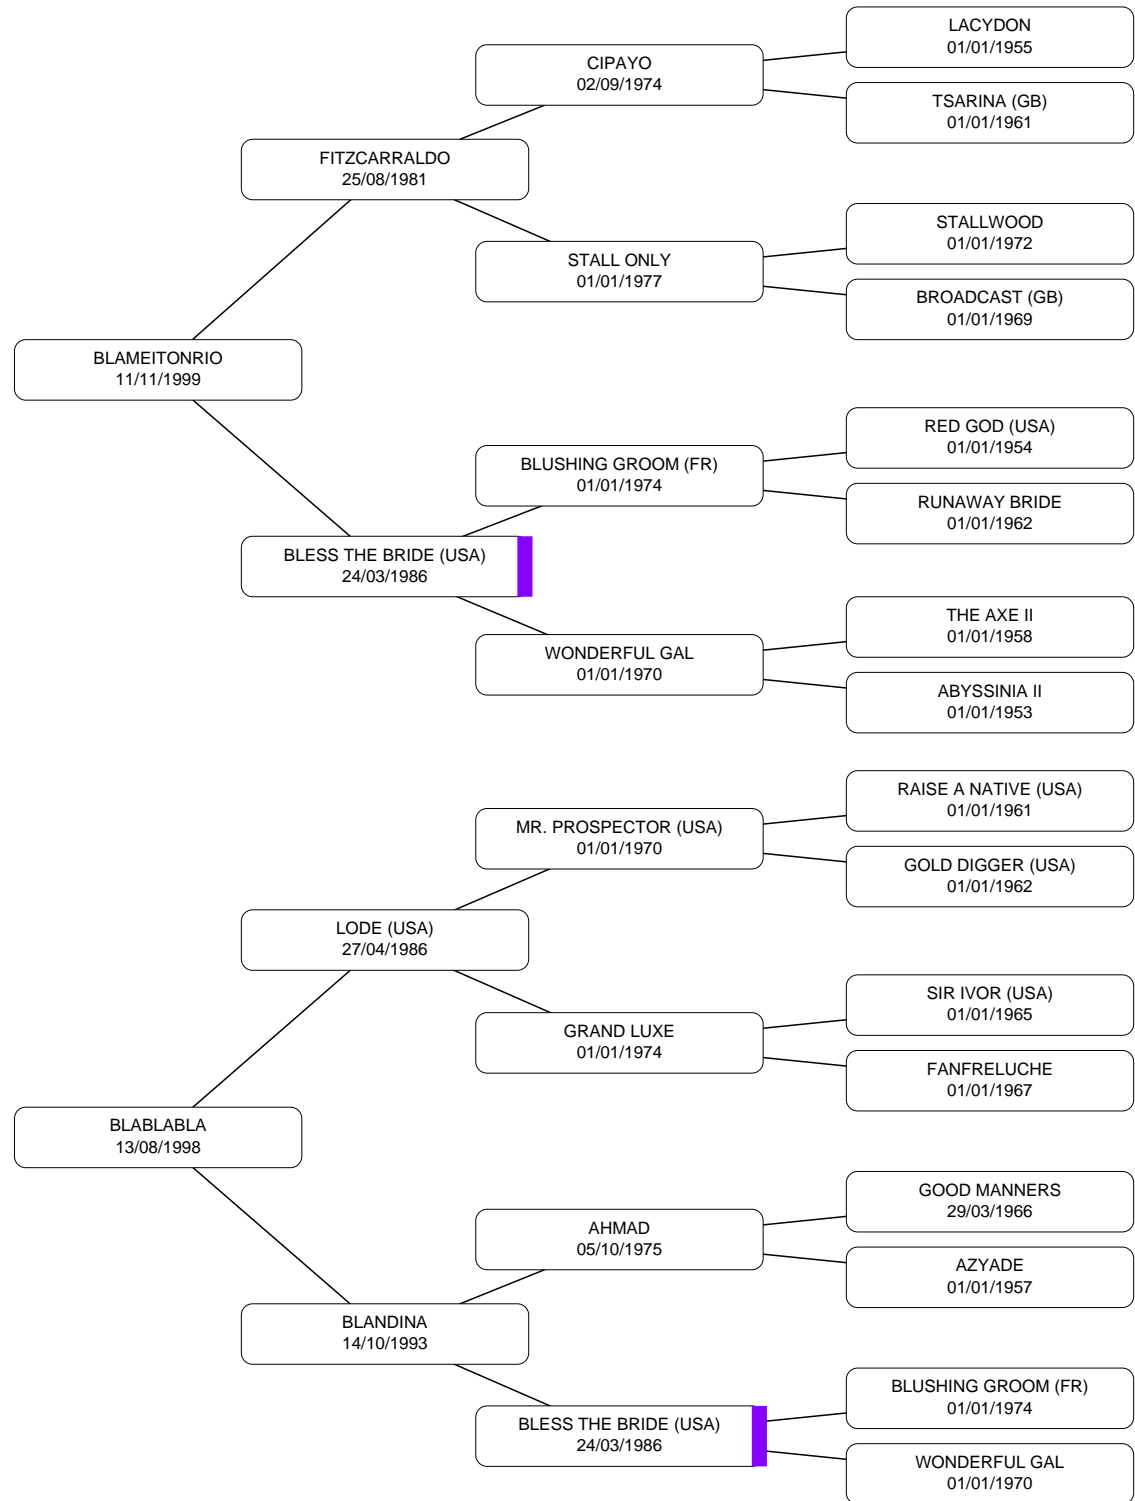 LACYDON
01/01/1955
CIPAYO
02/09/1974
TSARINA (GB)
01/01/1961
FITZCARRALDO
25/08/1981
STALLWOOD
01/01/1972
STALL ONLY
01/01/1977
BROADCAST (GB)
01/01/1969
BLAMEITONRIO
11/11/1999
RED GOD (USA)
01/01/1954
BLUSHING GROOM (FR)
01/01/1974
RUNAWAY BRIDE
01/01/1962
BLESS THE BRIDE (USA)
24/03/1986
THE AXE II
01/01/1958
WONDERFUL GAL
01/01/1970
ABYSSINIA II
01/01/1953
RAISE A NATIVE (USA)
01/01/1961
MR. PROSPECTOR (USA)
01/01/1970
GOLD DIGGER (USA)
01/01/1962
LODE (USA)
27/04/1986
SIR IVOR (USA)
01/01/1965
GRAND LUXE
01/01/1974
FANFRELUCHE
01/01/1967
BLABLABLA
13/08/1998
GOOD MANNERS
29/03/1966
AHMAD
05/10/1975
AZYADE
01/01/1957
BLANDINA
14/10/1993
BLUSHING GROOM (FR)
01/01/1974
BLESS THE BRIDE (USA)
24/03/1986
WONDERFUL GAL
01/01/1970